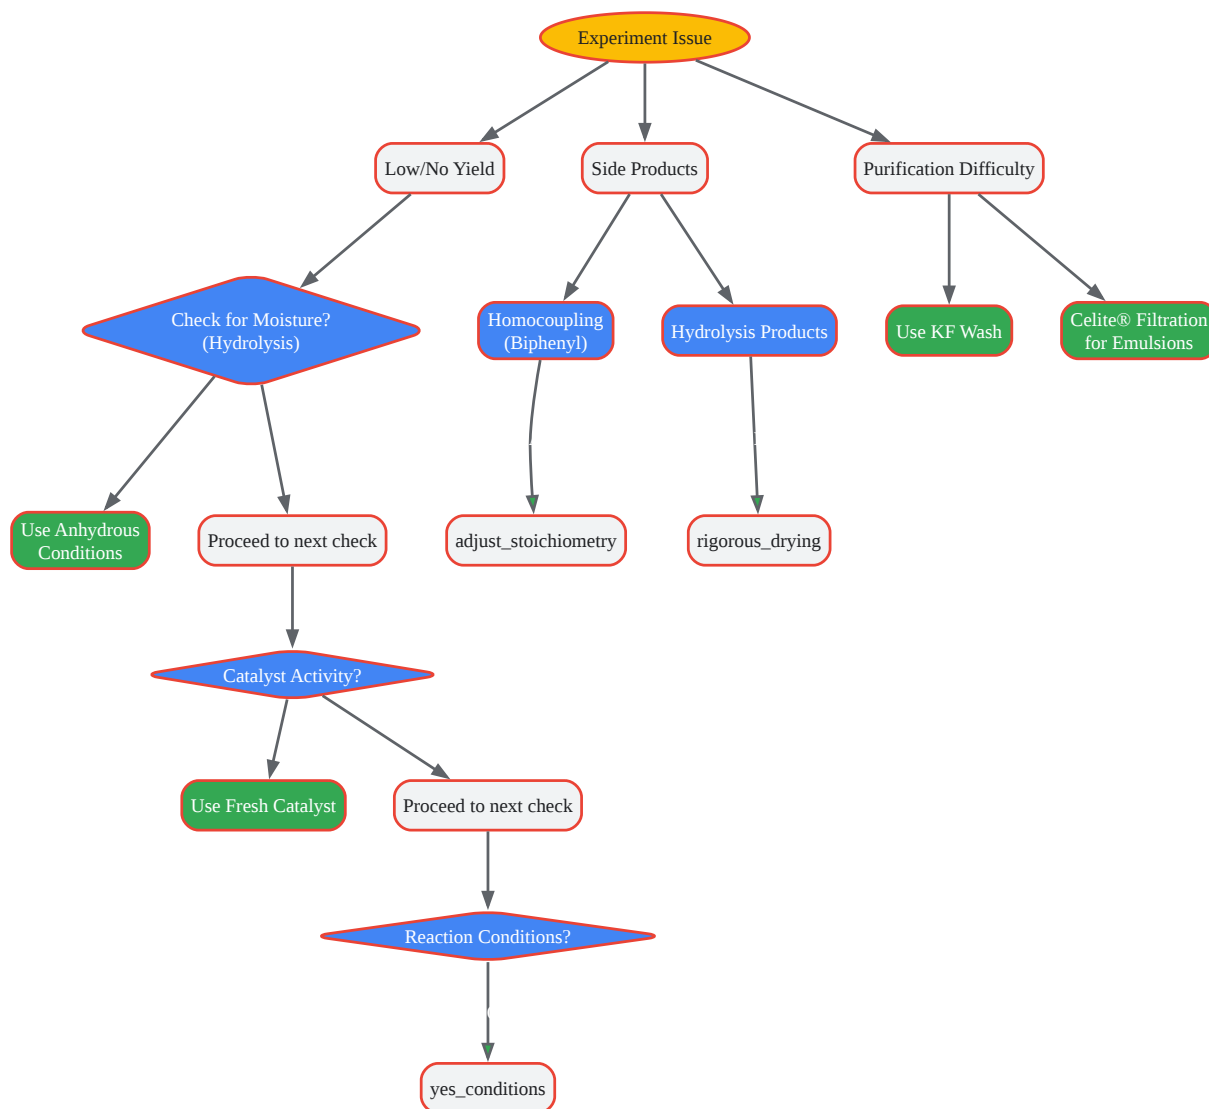 Experiment Issue
Low/No Yield
Side Products
Purification Difficulty
Check for Moisture?
(Hydrolysis)
Homocoupling
(Biphenyl)
Hydrolysis Products
Use KF Wash
Celite® Filtration
for Emulsions
Use Anhydrous
Conditions
Proceed to next check
adjust_stoichiometry
rigorous_drying
Catalyst Activity?
Use Fresh Catalyst
Proceed to next check
Reaction Conditions?
yes_conditions